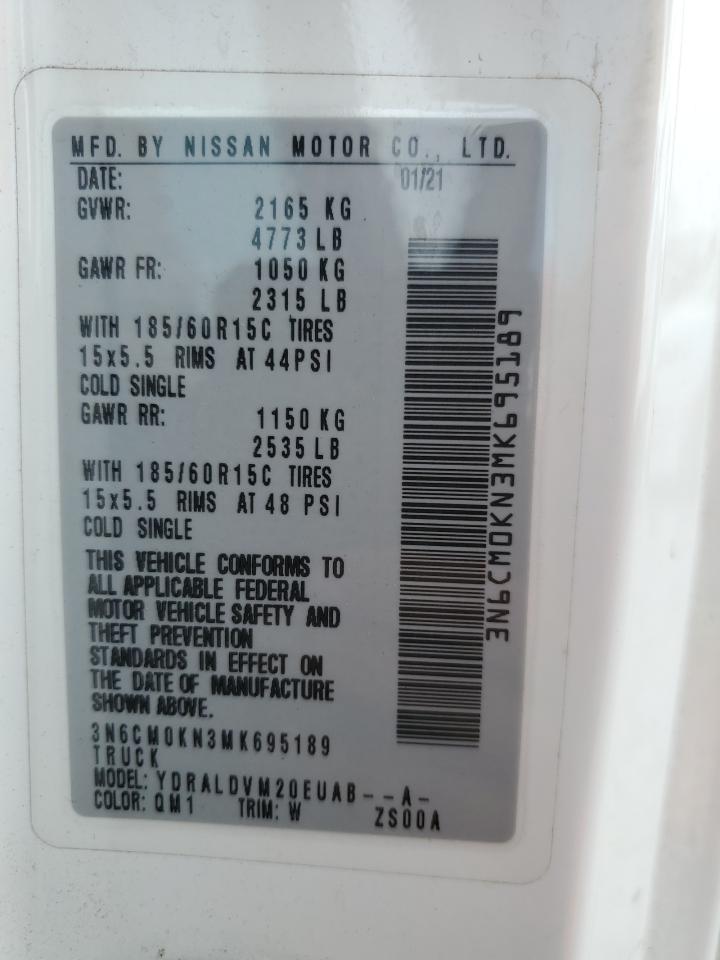 MFD. BY NISSAN MOTOR CO., LTD.
DATE: 01/21
GVWR: 2165 KG
4773 LB
GAWR FR: 1050 KG
2315 LB
WITH 185/60R15C TIRES
15x5.5 RIMS AT 44PSI
COLD SINGLE
GAWR RR: 1150 KG
2535 LB
WITH 185/60R15C TIRES
15x5.5 RIMS AT 48 PSI
COLD SINGLE
THIS VEHICLE CONFORMS TO
ALL APPLICABLE FEDERAL
MOTOR VEHICLE SAFETY AND
THEFT PREVENTION
STANDARDS IN EFFECT ON
THE DATE OF MANUFACTURE
SHOWN ABOVE.
3N6CM0KN3MK695189
TRUCK
MODEL: YDRALDVM20EUAB--A-
COLOR: QM1 TRIM: W ZS00A
3N6CM0KN3MK695189